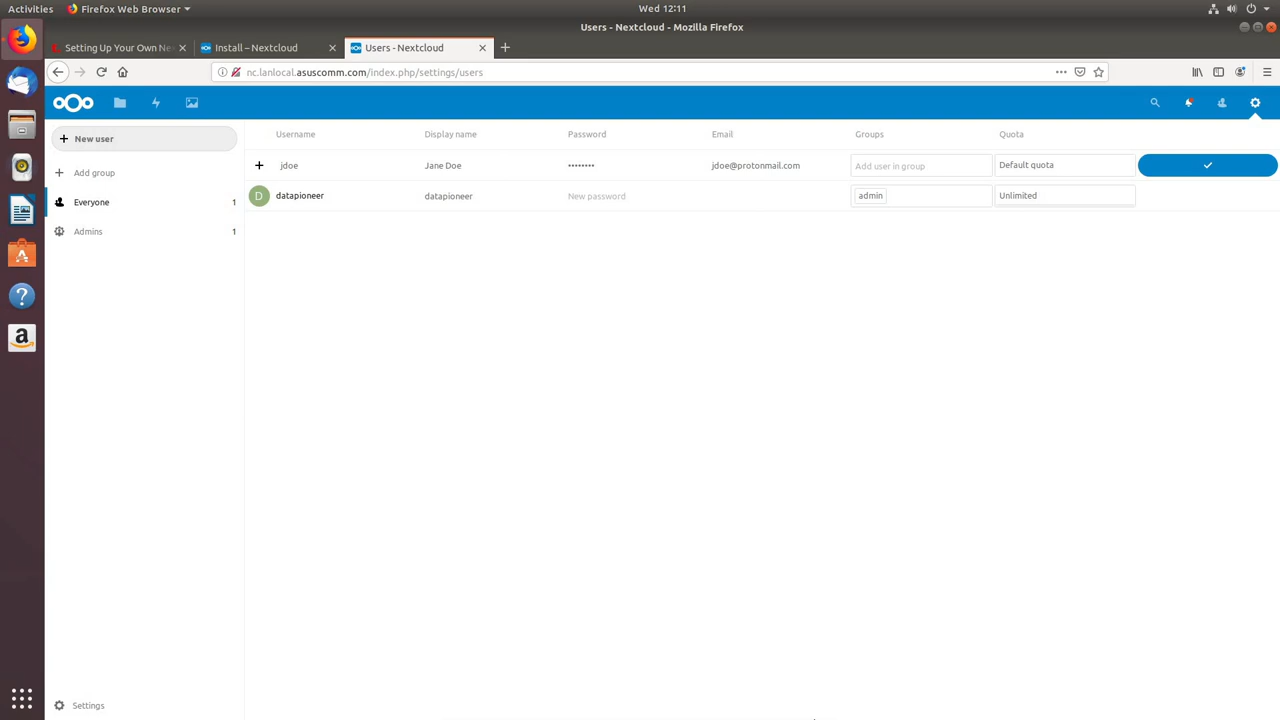 Activities Firefox Web Browser Wed 12:11
Users - Nextcloud - Mozilla Firefox
Setting Up Your Own Ne Install – Nextcloud Users - Nextcloud
nc.lanlocal.asuscomm.com/index.php/settings/users
New user
Add group
Everyone 1
Admins 1
Username Display name Password Email Groups Quota
jdoe Jane Doe •••••••• jdoe@protonmail.com Add user in group Default quota
D datapioneer datapioneer New password admin Unlimited
Settings